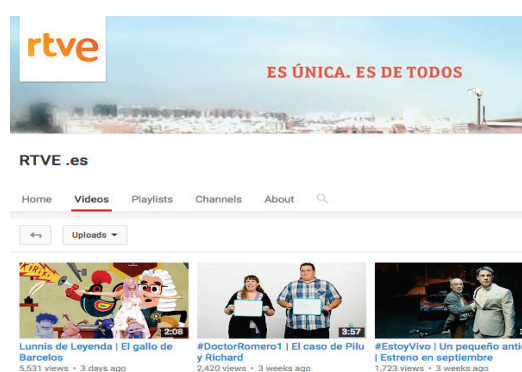 rtve
ES ÚNICA. ES DE TODOS
RTVE .es
Home Videos Playlists Channels About
Uploads
KIRIKI
2:08
3:57
Lunnis de Leyenda | El gallo de
Barcelos
5,531 views • 3 days ago
#DoctorRomero1 | El caso de Pilu
y Richard
2,420 views • 3 weeks ago
#EstoyVivo | Un pequeño anti
| Estreno en septiembre
1,723 views • 3 weeks ago